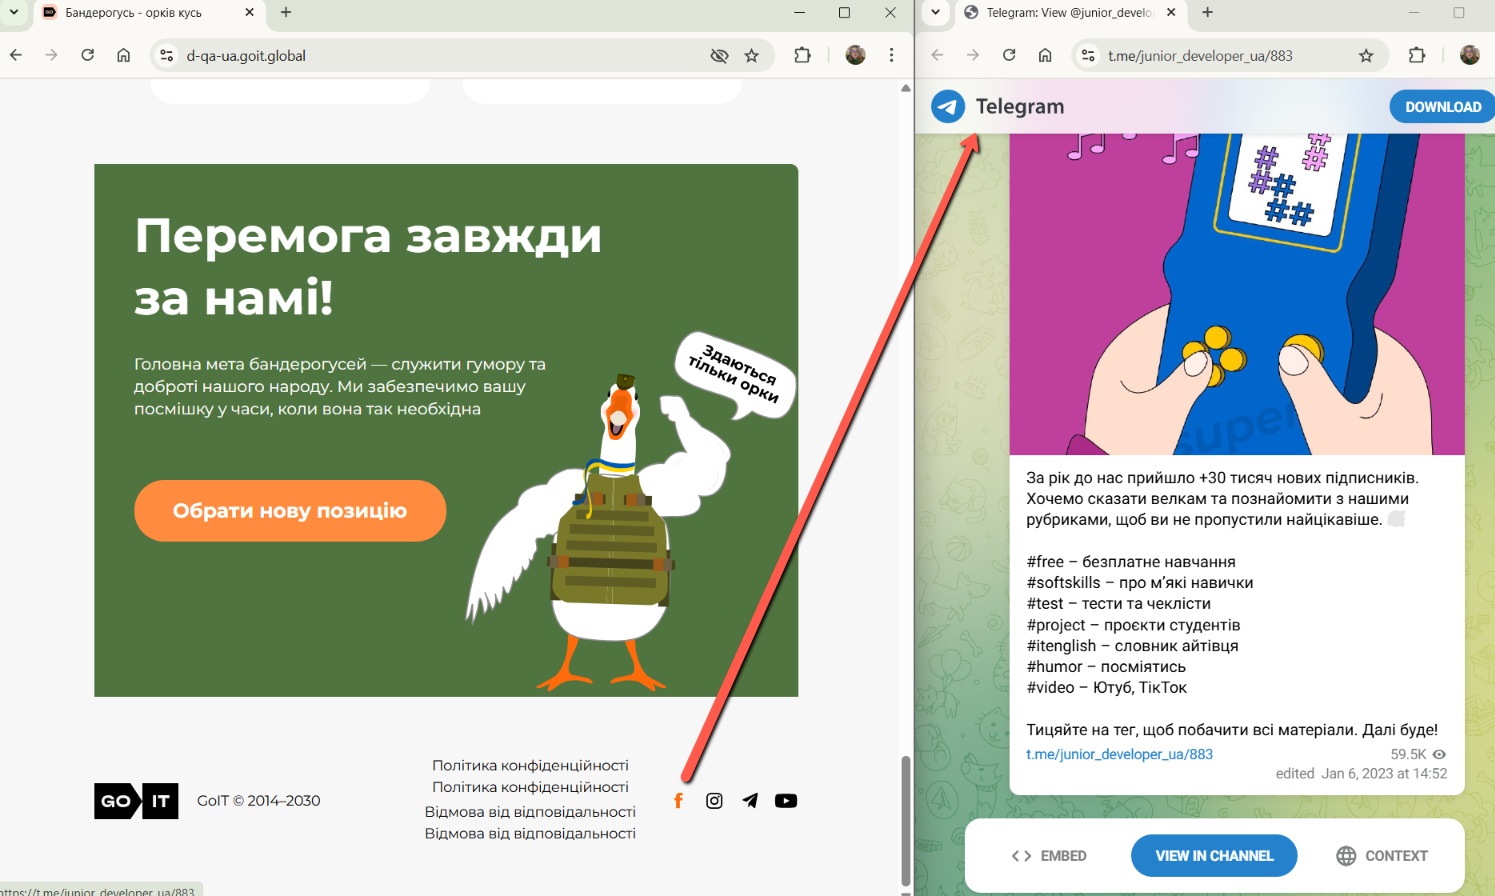 Бандерогусь - орків кусь
d-qa-ua.goit.global
Перемога завжди
за намі!
Головна мета бандерогусей — служити гумору та
доброті нашого народу. Ми забезпечимо вашу
посмішку у часи, коли вона так необхідна
Здаються
тільки орки
Обрати нову позицію
GO IT
GoIT © 2014–2030
Політика конфіденційності
Політика конфіденційності
Відмова від відповідальності
Відмова від відповідальності
https://t.me/junior_developer_ua/883
Telegram: View @junior_develo
t.me/junior_developer_ua/883
Telegram
DOWNLOAD
super
За рік до нас прийшло +30 тисяч нових підписників.
Хочемо сказати велкам та познайомити з нашими
рубриками, щоб ви не пропустили найцікавіше.
#free – безплатне навчання
#softskills – про м’які навички
#test – тести та чеклісти
#project – проєкти студентів
#itenglish – словник айтівця
#humor – посміятись
#video – Ютуб, ТікТок
Тицяйте на тег, щоб побачити всі матеріали. Далі буде!
t.me/junior_developer_ua/883
59.5K
edited Jan 6, 2023 at 14:52
EMBED
VIEW IN CHANNEL
CONTEXT